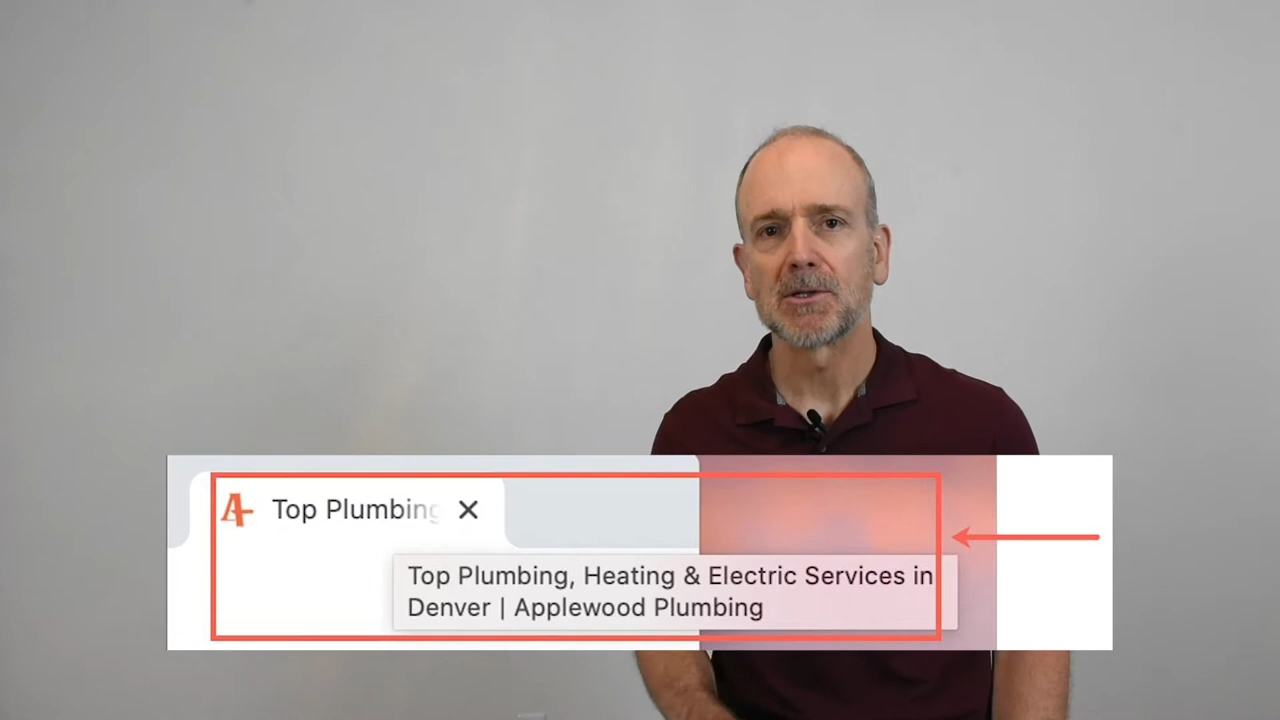 Top Plumbing
Top Plumbing, Heating & Electric Services in
Denver | Applewood Plumbing